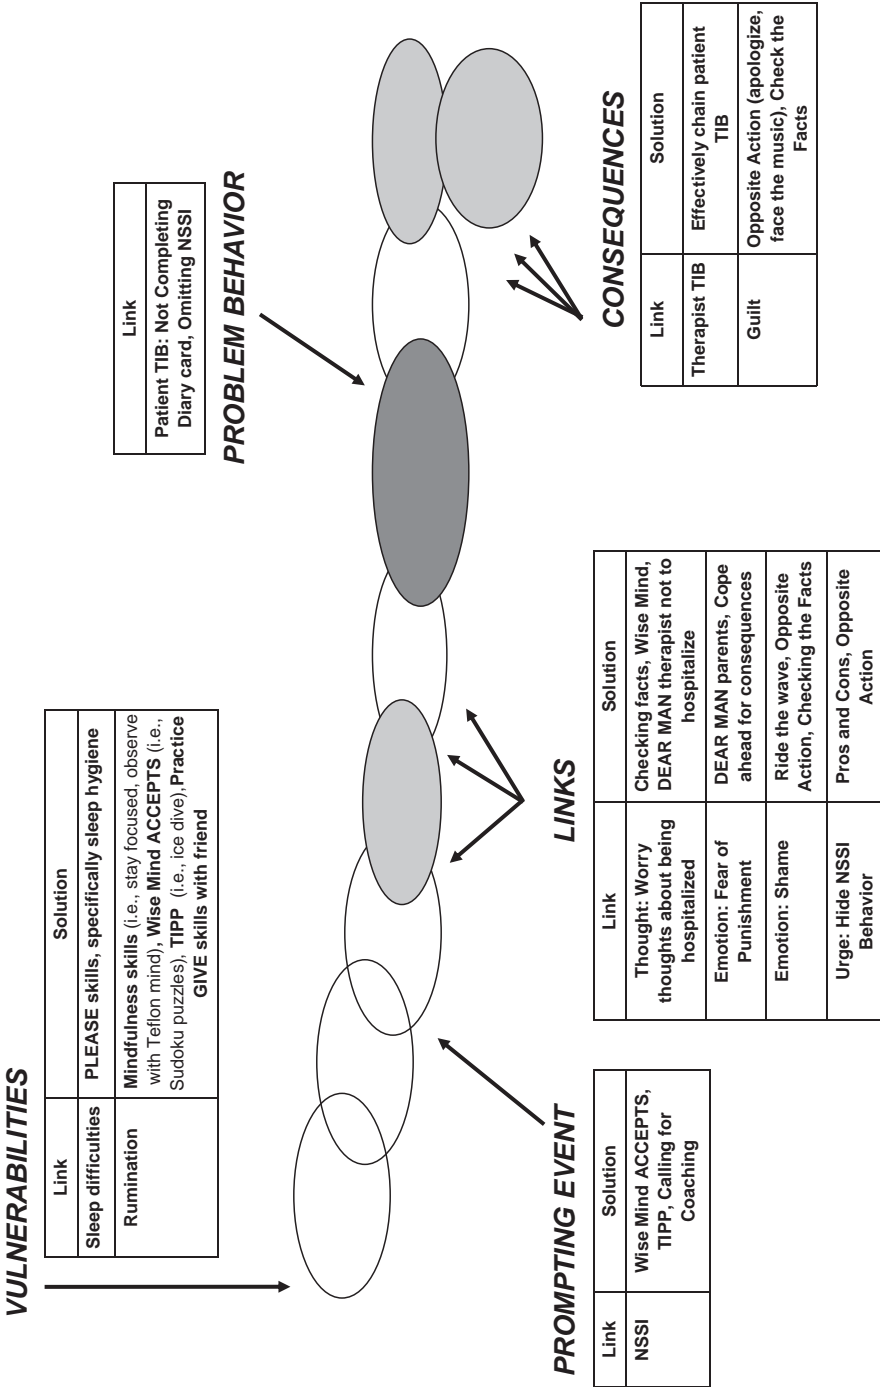 VULNERABILITIES
Link
Solution
Sleep difficulties
PLEASE skills, specifically sleep hygiene
Rumination
Mindfulness skills (i.e., stay focused, observe
with Teflon mind), Wise Mind ACCEPTS (i.e.,
Sudoku puzzles), TIPP (i.e., ice dive), Practice
GIVE skills with friend
Link
Patient TIB: Not Completing
Diary card, Omitting NSSI
PROBLEM BEHAVIOR
PROMPTING EVENT
Link
Solution
NSSI
Wise Mind ACCEPTS,
TIPP, Calling for
Coaching
LINKS
Link
Solution
Thought: Worry
thoughts about being
hospitalized
Checking facts, Wise Mind,
DEAR MAN therapist not to
hospitalize
Emotion: Fear of
Punishment
DEAR MAN parents, Cope
ahead for consequences
Emotion: Shame
Ride the wave, Opposite
Action, Checking the Facts
Urge: Hide NSSI
Behavior
Pros and Cons, Opposite
Action
CONSEQUENCES
Link
Solution
Therapist TIB
Effectively chain patient
TIB
Guilt
Opposite Action (apologize,
face the music), Check the
Facts